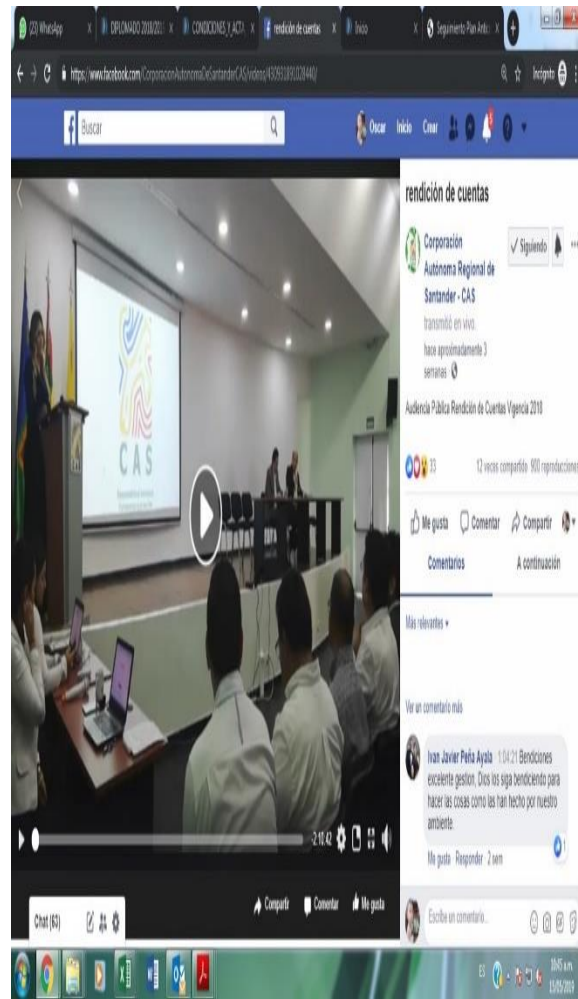 (23) WhatsApp
DIPLOMADO 2018/2019
CONDICIONES_Y_ACTA
rendición de cuentas
Inicio
Seguimiento Plan Antic
https://www.facebook.com/CorporacionAutonomaDeSantanderCAS/videos/430931891028440/
Incógnito
Buscar
Oscar
Inicio
Crear
rendición de cuentas
Corporación
Autónoma Regional de
Santander - CAS
Siguiendo
transmitió en vivo.
hace aproximadamente 3
semanas
Audiencia Pública Rendición de Cuentas Vigencia 2018
33
12 veces compartido 900 reproducciones
Me gusta
Comentar
Compartir
Comentarios
A continuación
Más relevantes
Ver un comentario más
Ivan Javier Peña Ayala 1:04:21 Bendiciones
excelente gestion, Dios los siga bendiciendo para
hacer las cosas como las han hecho por nuestro
ambiente.
1
Me gusta Responder 2 sem
Escribe un comentario...
CAS
-2:10:42
Compartir
Comentar
Me gusta
Chat (63)
ES